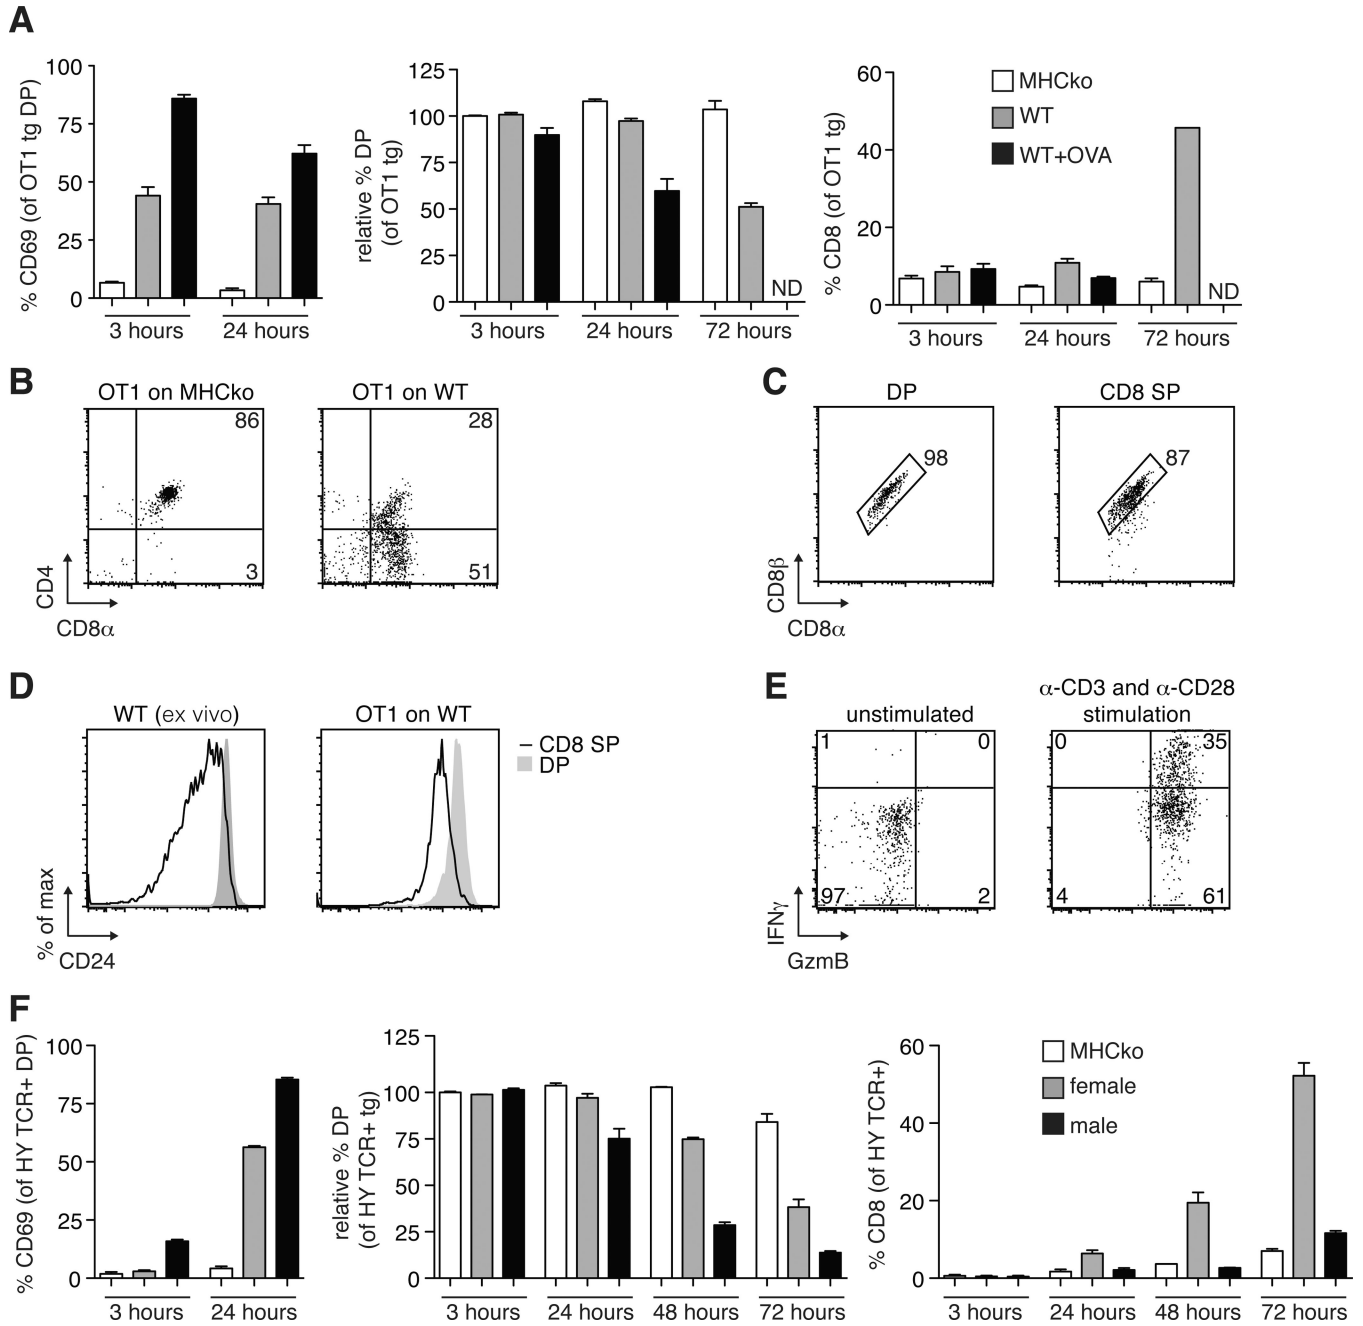 A
% CD69 (of OT1 tg DP)
100
75
50
25
0
3 hours
24 hours
relative % DP
(of OT1 tg)
125
100
75
50
25
0
ND
3 hours
24 hours
72 hours
% CD8 (of OT1 tg)
60
40
20
0
MHCko
WT
WT+OVA
ND
3 hours
24 hours
72 hours
B
OT1 on MHCko
86
3
OT1 on WT
28
51
CD4
CD8α
C
DP
98
CD8 SP
87
CD8β
CD8α
D
WT (ex vivo)
OT1 on WT
CD8 SP
DP
% of max
CD24
E
unstimulated
1
0
97
2
α-CD3 and α-CD28
stimulation
0
35
4
61
IFNγ
GzmB
F
% CD69 (of HY TCR+ DP)
100
75
50
25
0
3 hours
24 hours
relative % DP
(of HY TCR+ tg)
125
100
75
50
25
0
3 hours
24 hours
48 hours
72 hours
% CD8 (of HY TCR+)
60
40
20
0
MHCko
female
male
3 hours
24 hours
48 hours
72 hours